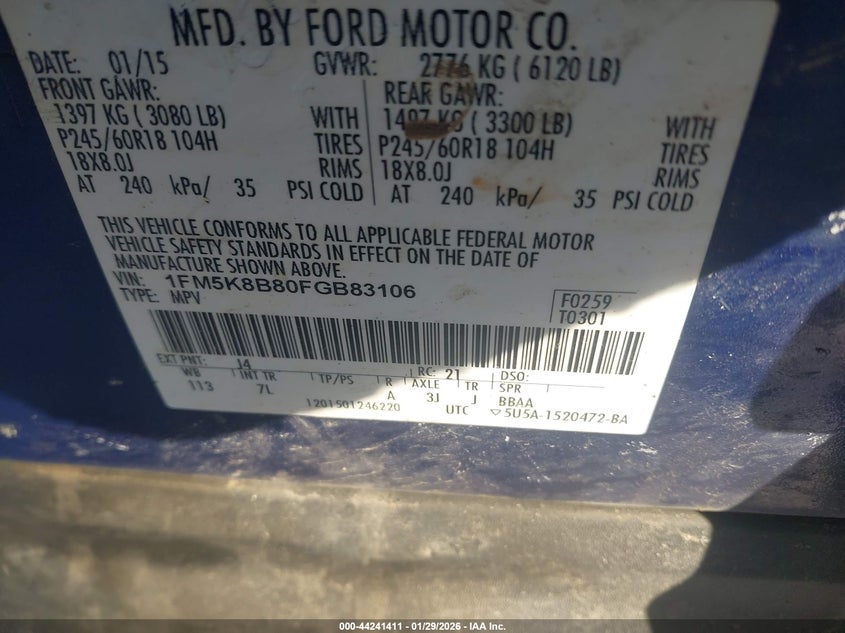 MFD. BY FORD MOTOR CO.
DATE: 01/15 GVWR: 2776 KG ( 6120 LB)
FRONT GAWR: REAR GAWR:
1397 KG ( 3080 LB) WITH 1497 KG ( 3300 LB) WITH
P245/60R18 104H TIRES P245/60R18 104H TIRES
18X8.0J RIMS 18X8.0J RIMS
AT 240 kPa/ 35 PSI COLD AT 240 kPa/ 35 PSI COLD
THIS VEHICLE CONFORMS TO ALL APPLICABLE FEDERAL MOTOR
VEHICLE SAFETY STANDARDS IN EFFECT ON THE DATE OF
MANUFACTURE SHOWN ABOVE.
VIN: 1FM5K8B80FGB83106
TYPE: MPV
F0259
T0301
EXT PNT: J4 RC: 21 DSO:
WB INT TR TP/PS R AXLE TR SPR
113 7L A 3J J BBAA
1201501246220 UTC ▽5U5A-1520472-BA
000-44241411 - 01/29/2026 - IAA Inc.